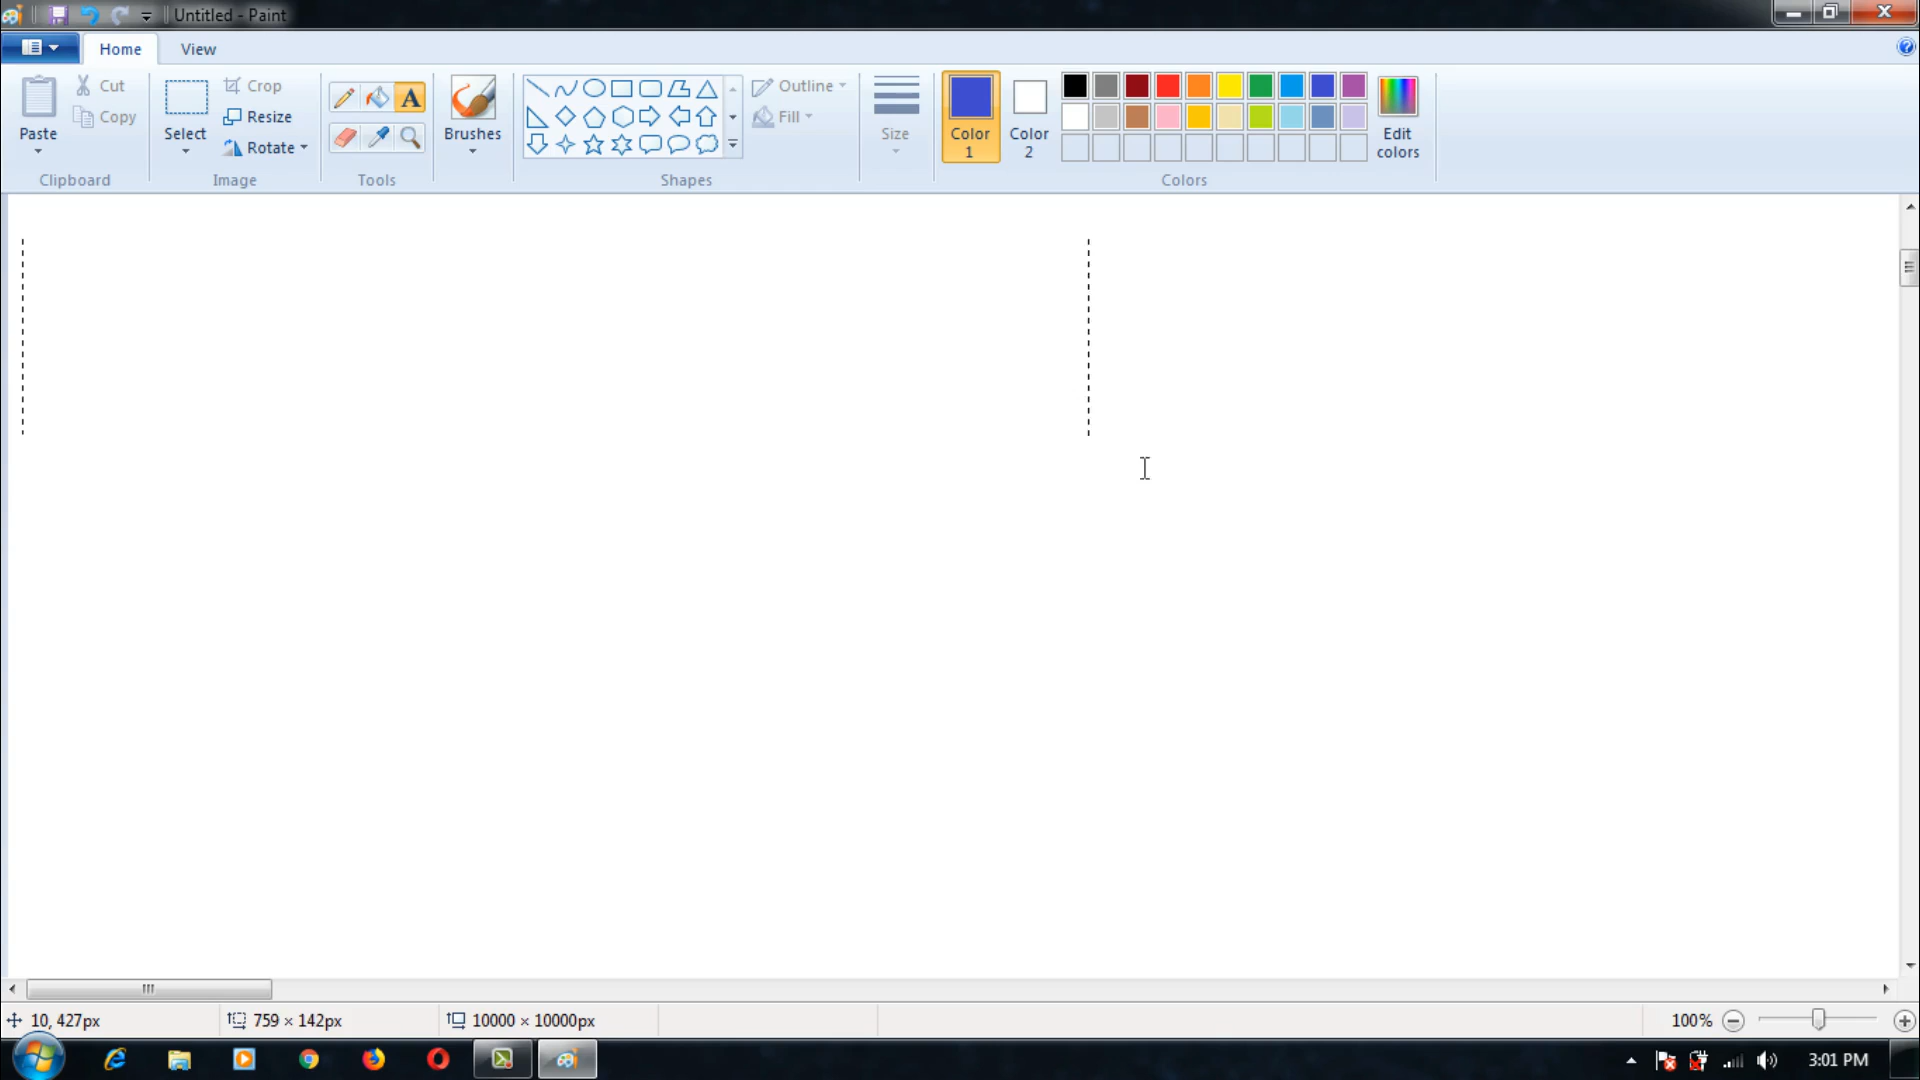 Untitled - Paint
Home View
Paste
Cut
Copy
Clipboard
Select
Crop
Resize
Rotate
Image
A
Tools
Brushes
Outline
Fill
Shapes
Size
Color 1
Color 2
Edit colors
Colors
10, 427px
759 × 142px
10000 × 10000px
100%
3:01 PM